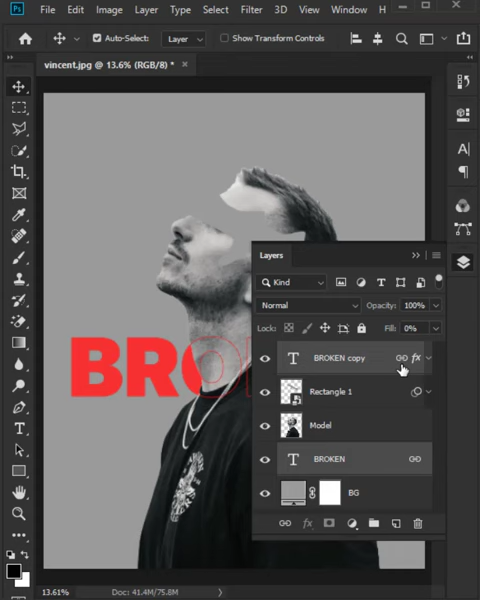 Ps File Edit Image Layer Type Select Filter 3D View Window H
Auto-Select: Layer Show Transform Controls
vincent.jpg @ 13.6% (RGB/8) * ×
Layers
Kind
Normal Opacity: 100%
Lock: Fill: 0%
BROKEN copy fx
Rectangle 1
Model
BROKEN
BG
fx
BRO
13.61% Doc: 41.4M/75.8M